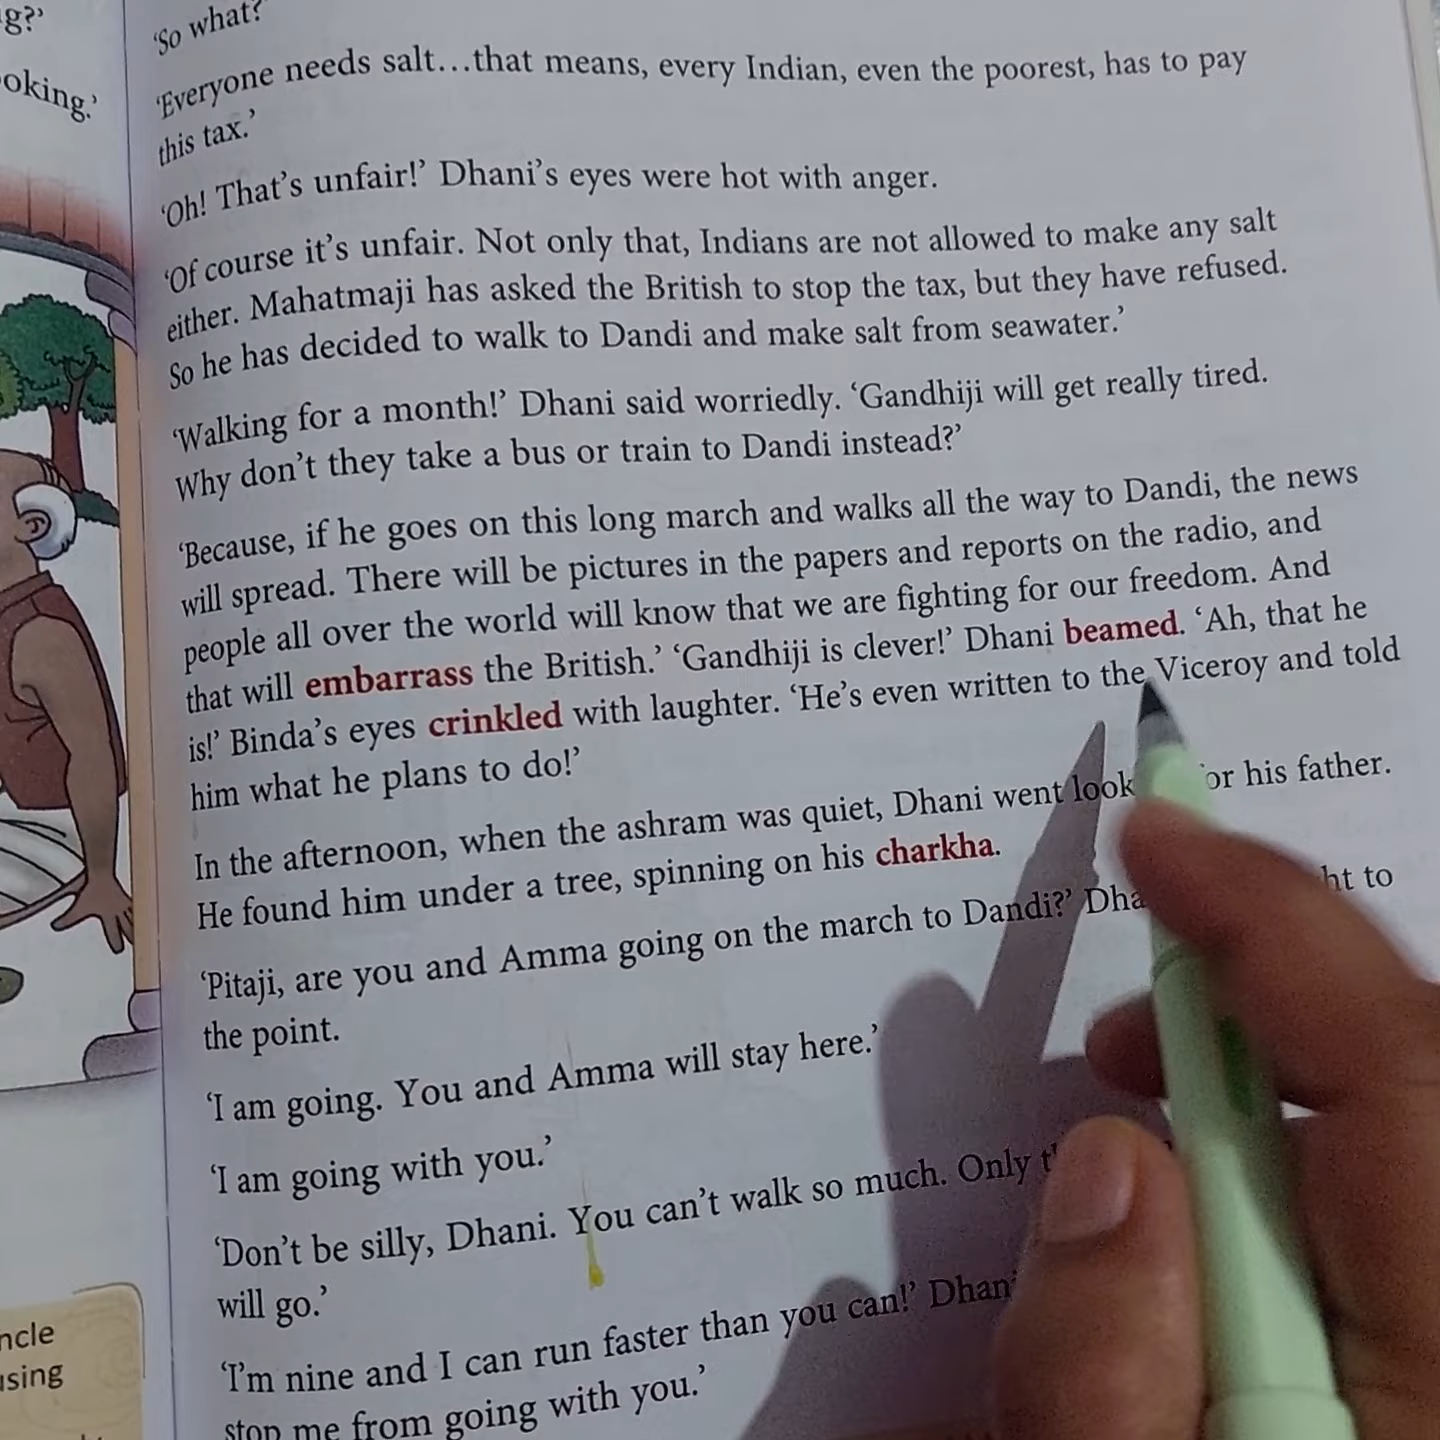 g?'
oking.'
'So what?'
'Everyone needs salt...that means, every Indian, even the poorest, has to pay
this tax.'
'Oh! That's unfair!' Dhani's eyes were hot with anger.
'Of course it's unfair. Not only that, Indians are not allowed to make any salt
either. Mahatmaji has asked the British to stop the tax, but they have refused.
So he has decided to walk to Dandi and make salt from seawater.'
'Walking for a month!' Dhani said worriedly. 'Gandhiji will get really tired.
Why don't they take a bus or train to Dandi instead?'
'Because, if he goes on this long march and walks all the way to Dandi, the news
will spread. There will be pictures in the papers and reports on the radio, and
people all over the world will know that we are fighting for our freedom. And
that will embarrass the British.' 'Gandhiji is clever!' Dhani beamed. 'Ah, that he
is!' Binda's eyes crinkled with laughter. 'He's even written to the Viceroy and told
him what he plans to do!'
In the afternoon, when the ashram was quiet, Dhani went look or his father.
He found him under a tree, spinning on his charkha.
'Pitaji, are you and Amma going on the march to Dandi?' Dha ht to
the point.
'I am going. You and Amma will stay here.'
'I am going with you.'
'Don't be silly, Dhani. You can't walk so much. Only
will go.'
'I'm nine and I can run faster than you can!' Dhan
stop me from going with you.'
ncle
using